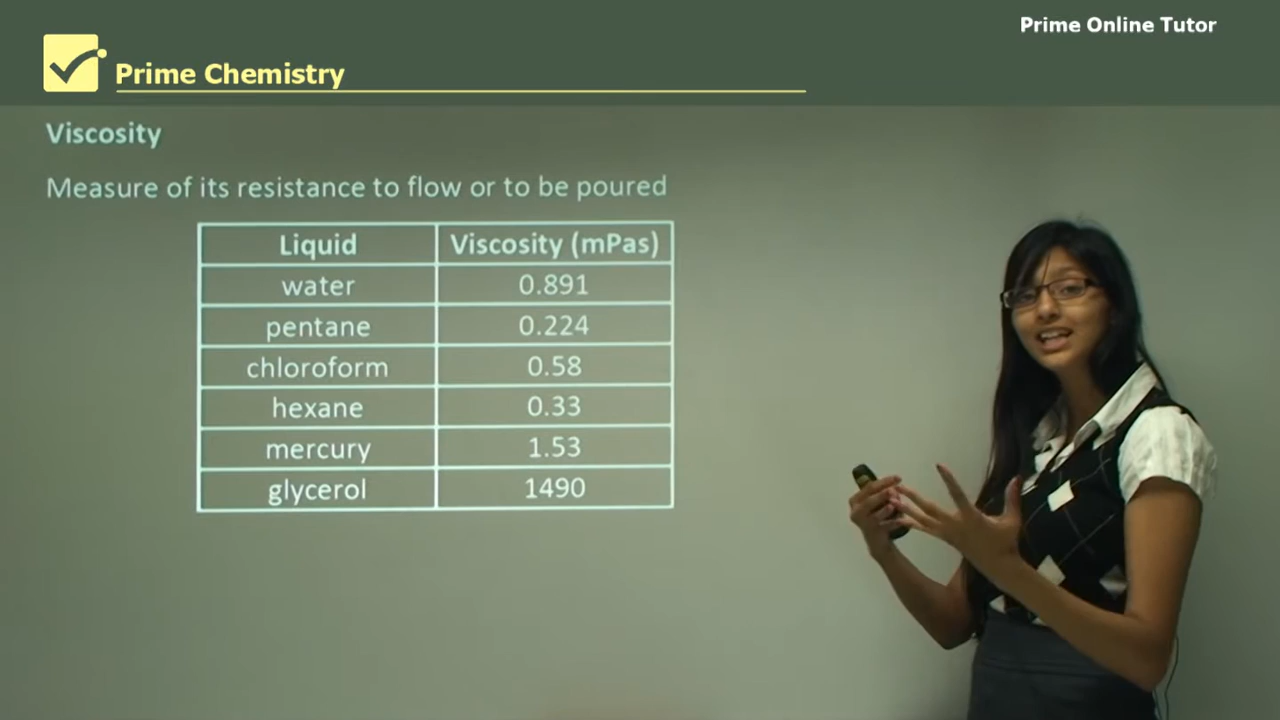 Prime Online Tutor
Prime Chemistry
Viscosity
Measure of its resistance to flow or to be poured
Liquid Viscosity (mPas)
water 0.891
pentane 0.224
chloroform 0.58
hexane 0.33
mercury 1.53
glycerol 1490